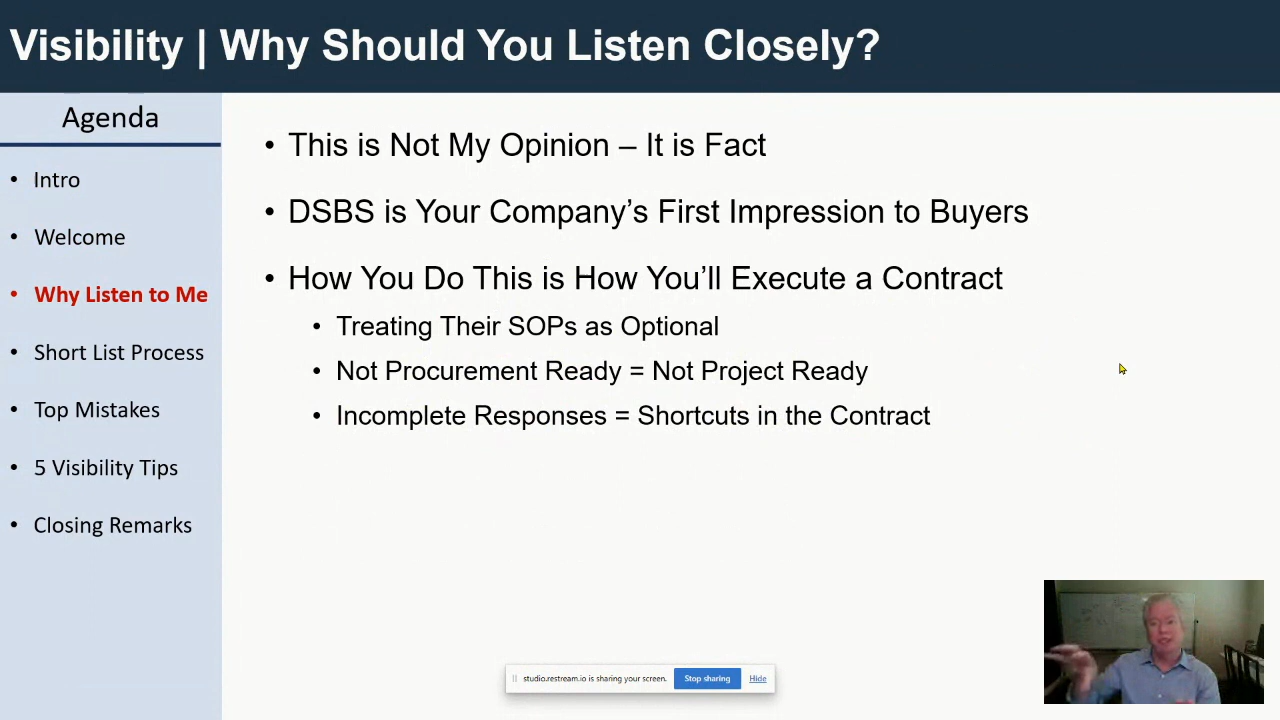 Visibility | Why Should You Listen Closely?
Agenda
• Intro
• Welcome
• Why Listen to Me
• Short List Process
• Top Mistakes
• 5 Visibility Tips
• Closing Remarks
• This is Not My Opinion – It is Fact
• DSBS is Your Company’s First Impression to Buyers
• How You Do This is How You’ll Execute a Contract
• Treating Their SOPs as Optional
• Not Procurement Ready = Not Project Ready
• Incomplete Responses = Shortcuts in the Contract
studio.restream.io is sharing your screen. Stop sharing Hide